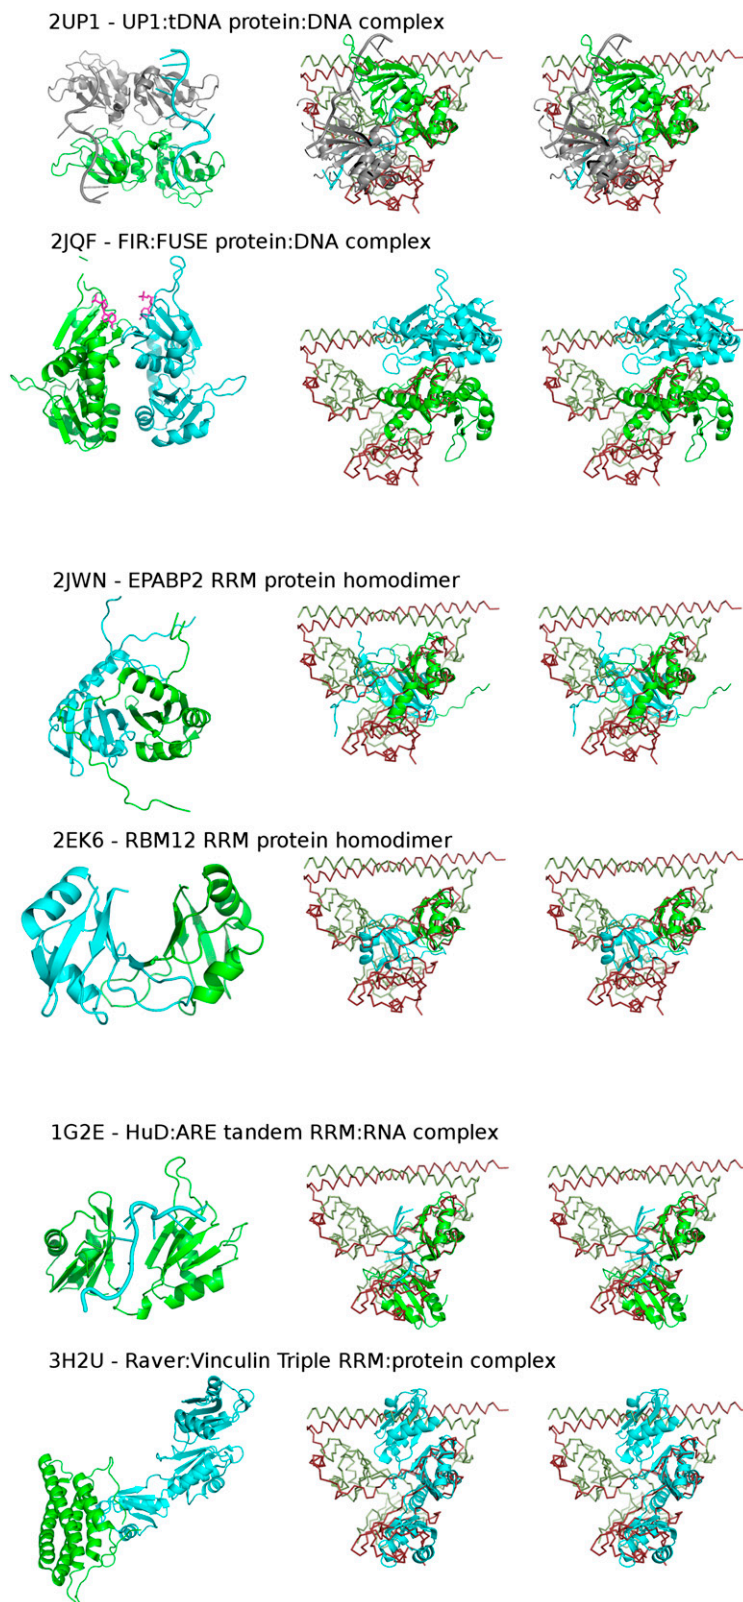 2UP1 - UP1:tDNA protein:DNA complex
2JQF - FIR:FUSE protein:DNA complex
2JWN - EPABP2 RRM protein homodimer
2EK6 - RBM12 RRM protein homodimer
1G2E - HuD:ARE tandem RRM:RNA complex
3H2U - Raver:Vinculin Triple RRM:protein complex